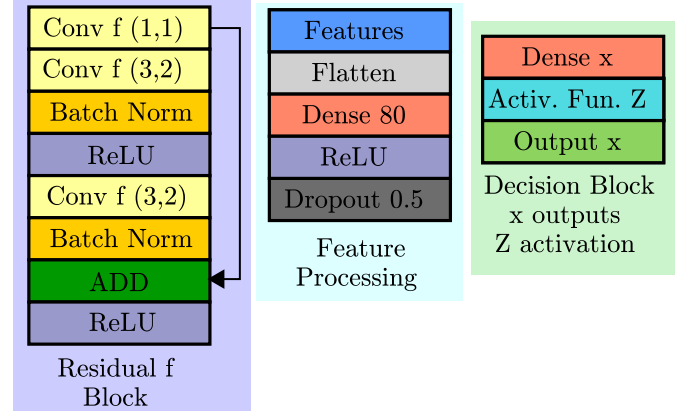 Conv f (1,1)
Conv f (3,2)
Batch Norm
ReLU
Conv f (3,2)
Batch Norm
ADD
ReLU
Residual f
Block
Features
Flatten
Dense 80
ReLU
Dropout 0.5
Feature
Processing
Dense x
Activ. Fun. Z
Output x
Decision Block
x outputs
Z activation